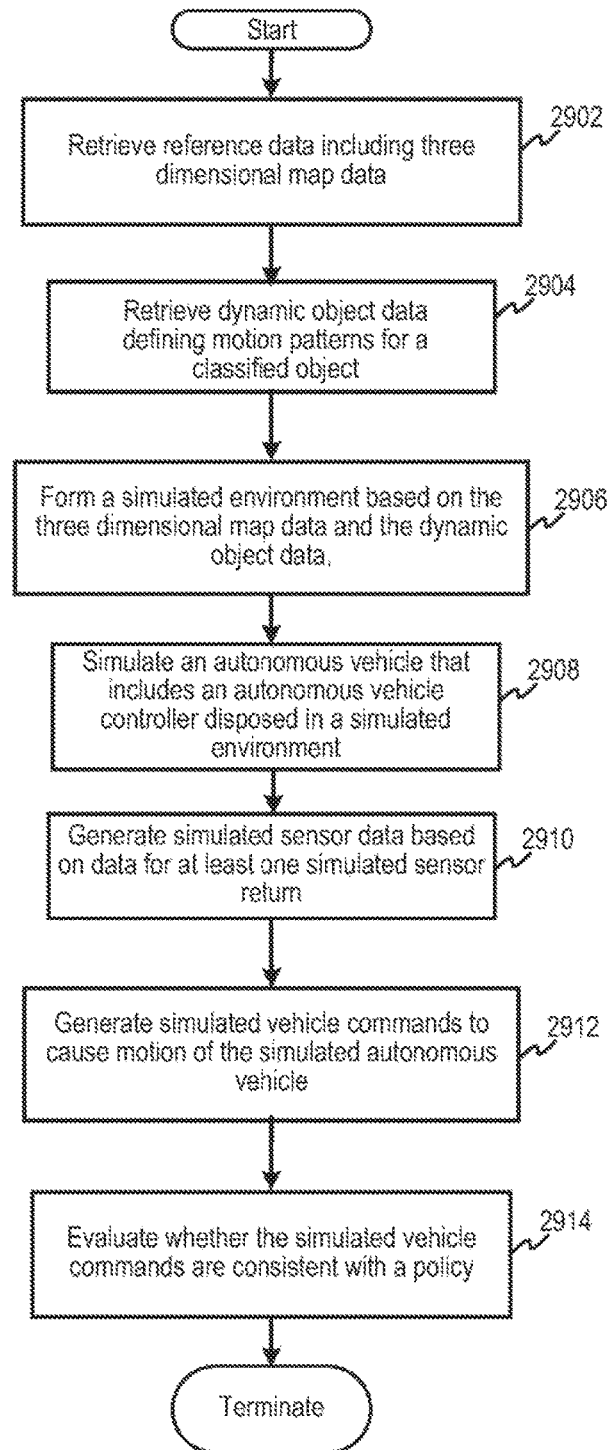 Start
2902
Retrieve reference data including three
dimensional map data
2904
Retrieve dynamic object data
defining motion patterns for a
classified object
2906
Form a simulated environment based on the
three dimensional map data and the dynamic
object data,
2908
Simulate an autonomous vehicle that
includes an autonomous vehicle
controller disposed in a simulated
environment
2910
Generate simulated sensor data based
on data for at least one simulated sensor
return
2912
Generate simulated vehicle commands to
cause motion of the simulated autonomous
vehicle
2914
Evaluate whether the simulated vehicle
commands are consistent with a policy
Terminate